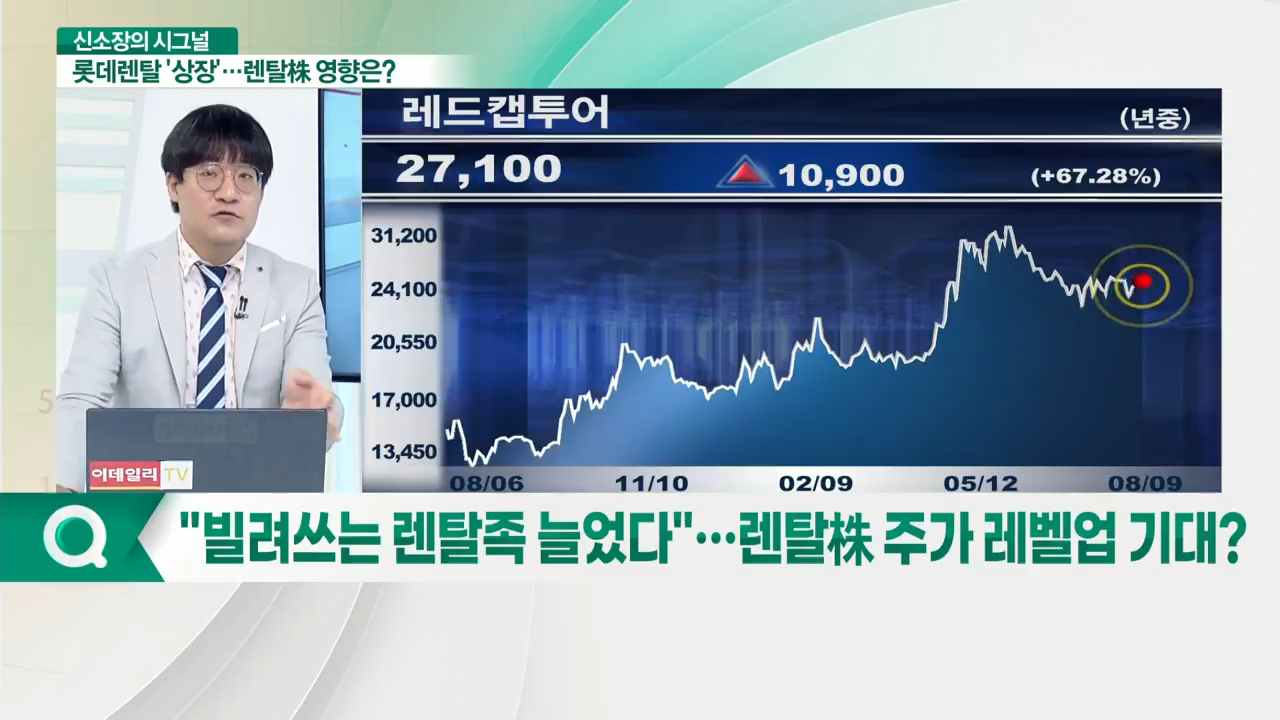 신소장의 시그널
롯데렌탈 '상장'…렌탈株 영향은?
레드캡투어
(년중)
27,100
10,900
(+67.28%)
31,200
24,100
20,550
17,000
13,450
08/06
11/10
02/09
05/12
08/09
이데일리 TV
"빌려쓰는 렌탈족 늘었다"…렌탈株 주가 레벨업 기대?